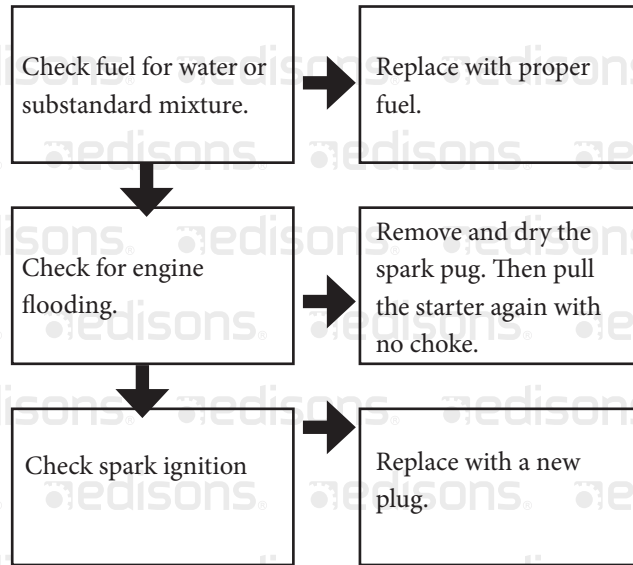 Check fuel for water or
substandard mixture.
Replace with proper
fuel.
Check for engine
flooding.
Remove and dry the
spark pug. Then pull
the starter again with
no choke.
Check spark ignition
Replace with a new
plug.
edisons